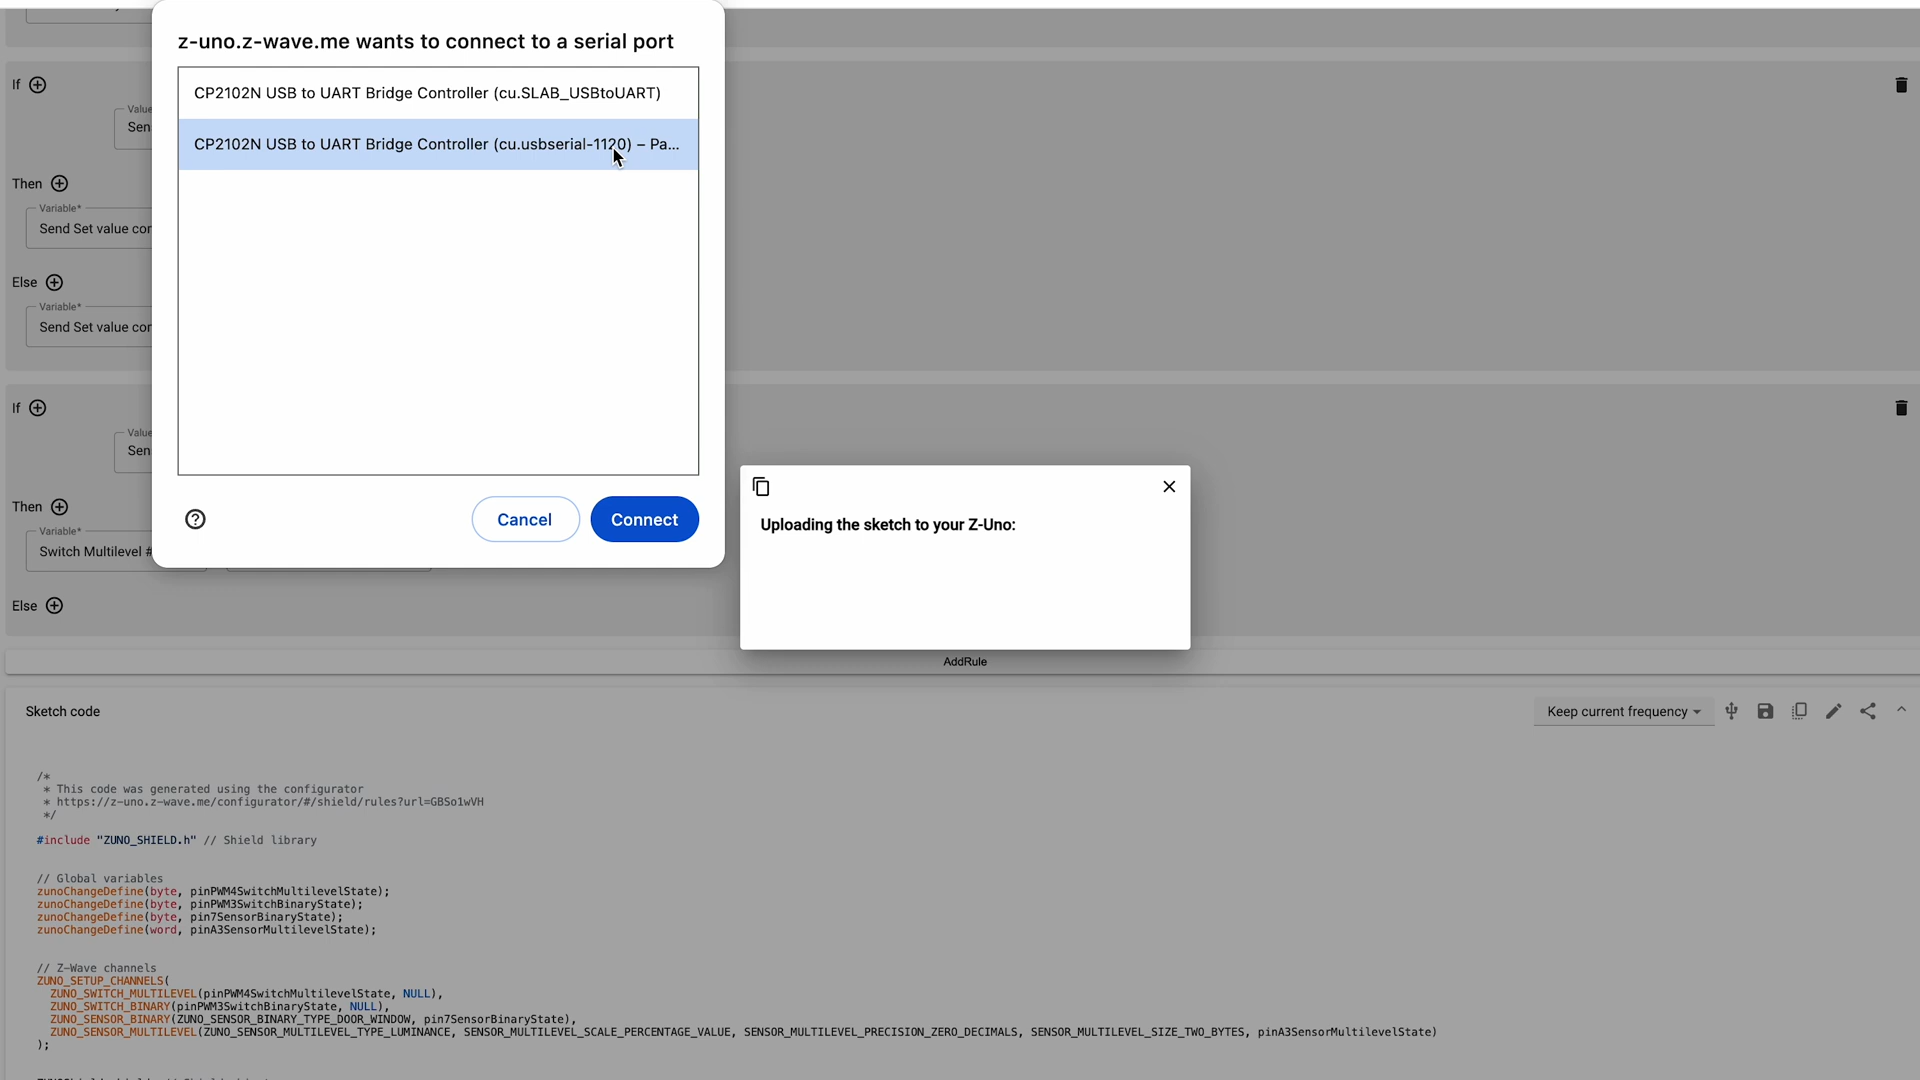 z-uno.z-wave.me wants to connect to a serial port
CP2102N USB to UART Bridge Controller (cu.SLAB_USBtoUART)
CP2102N USB to UART Bridge Controller (cu.usbserial-1120) – Pa...
Cancel
Connect
If
Value
Sen
Then
Variable*
Send Set value cor
Else
Variable*
Send Set value cor
If
Value
Sen
Then
Variable*
Switch Multilevel #
Else
Uploading the sketch to your Z-Uno:
AddRule
Sketch code
Keep current frequency
/*
* This code was generated using the configurator
* https://z-uno.z-wave.me/configurator/#/shield/rules?url=GBSo1wVH
*/
#include "ZUNO_SHIELD.h" // Shield library
// Global variables
zunoChangeDefine(byte, pinPWM4SwitchMultilevelState);
zunoChangeDefine(byte, pinPWM3SwitchBinaryState);
zunoChangeDefine(byte, pin7SensorBinaryState);
zunoChangeDefine(word, pinA3SensorMultilevelState);
// Z-Wave channels
ZUNO_SETUP_CHANNELS(
ZUNO_SWITCH_MULTILEVEL(pinPWM4SwitchMultilevelState, NULL),
ZUNO_SWITCH_BINARY(pinPWM3SwitchBinaryState, NULL),
ZUNO_SENSOR_BINARY(ZUNO_SENSOR_BINARY_TYPE_DOOR_WINDOW, pin7SensorBinaryState),
ZUNO_SENSOR_MULTILEVEL(ZUNO_SENSOR_MULTILEVEL_TYPE_LUMINANCE, SENSOR_MULTILEVEL_SCALE_PERCENTAGE_VALUE, SENSOR_MULTILEVEL_PRECISION_ZERO_DECIMALS, SENSOR_MULTILEVEL_SIZE_TWO_BYTES, pinA3SensorMultilevelState)
);